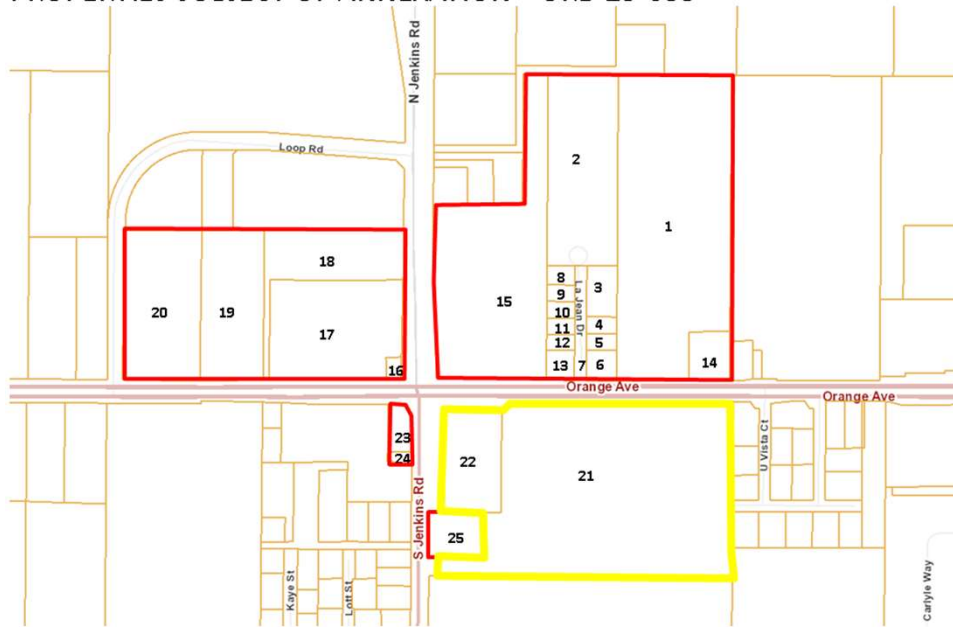 N Jenkins Rd
Loop Rd
2
1
18
8
3
9
La Jean Dr
15
20
19
10
17
11
4
12
5
16
13
7
6
14
Orange Ave
Orange Ave
23
24
22
21
U Vista Ct
S Jenkins Rd
25
Kaye St
Lott St
Carlyle Way